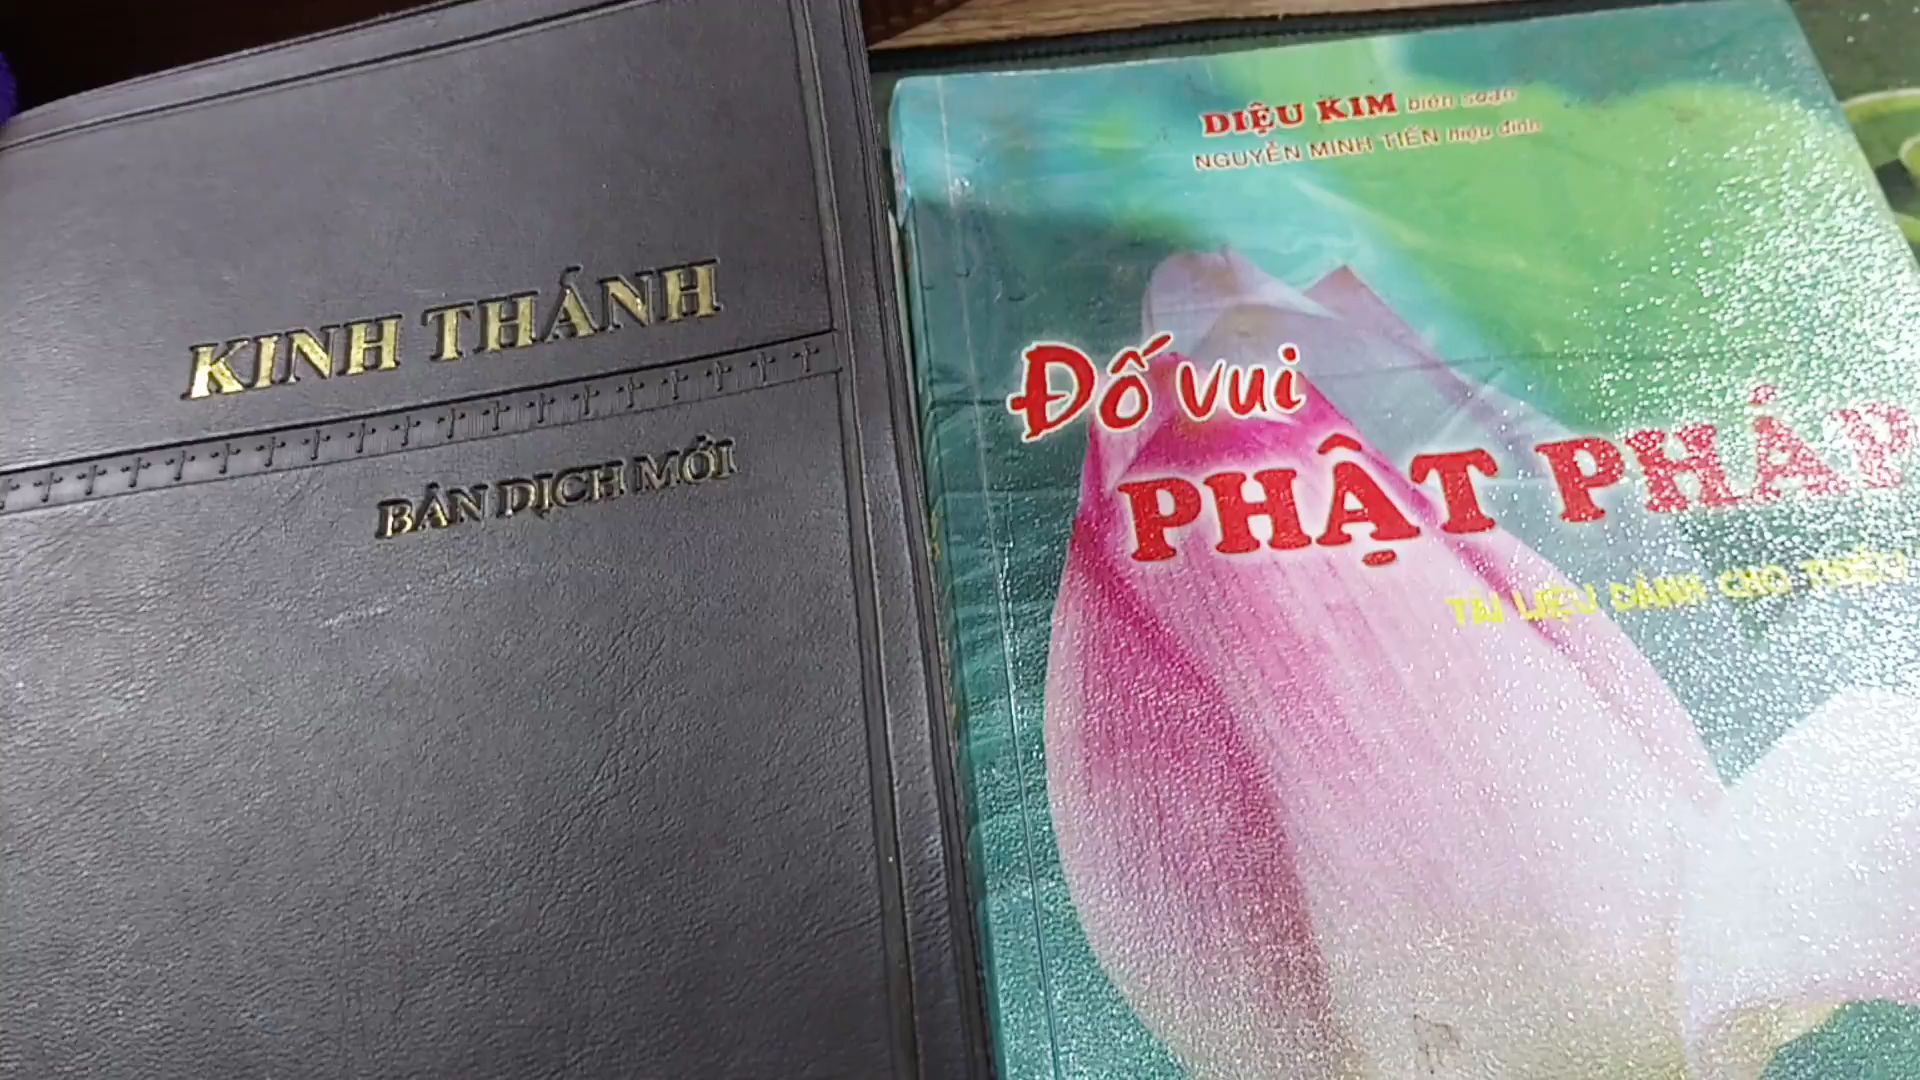 KINH THÁNH
BẢN DỊCH MỚI
DIỆU KIM biên soạn
NGUYỄN MINH TIẾN hiệu đính
Đố vui
PHẬT PHÁP
TÀI LIỆU DÀNH CHO